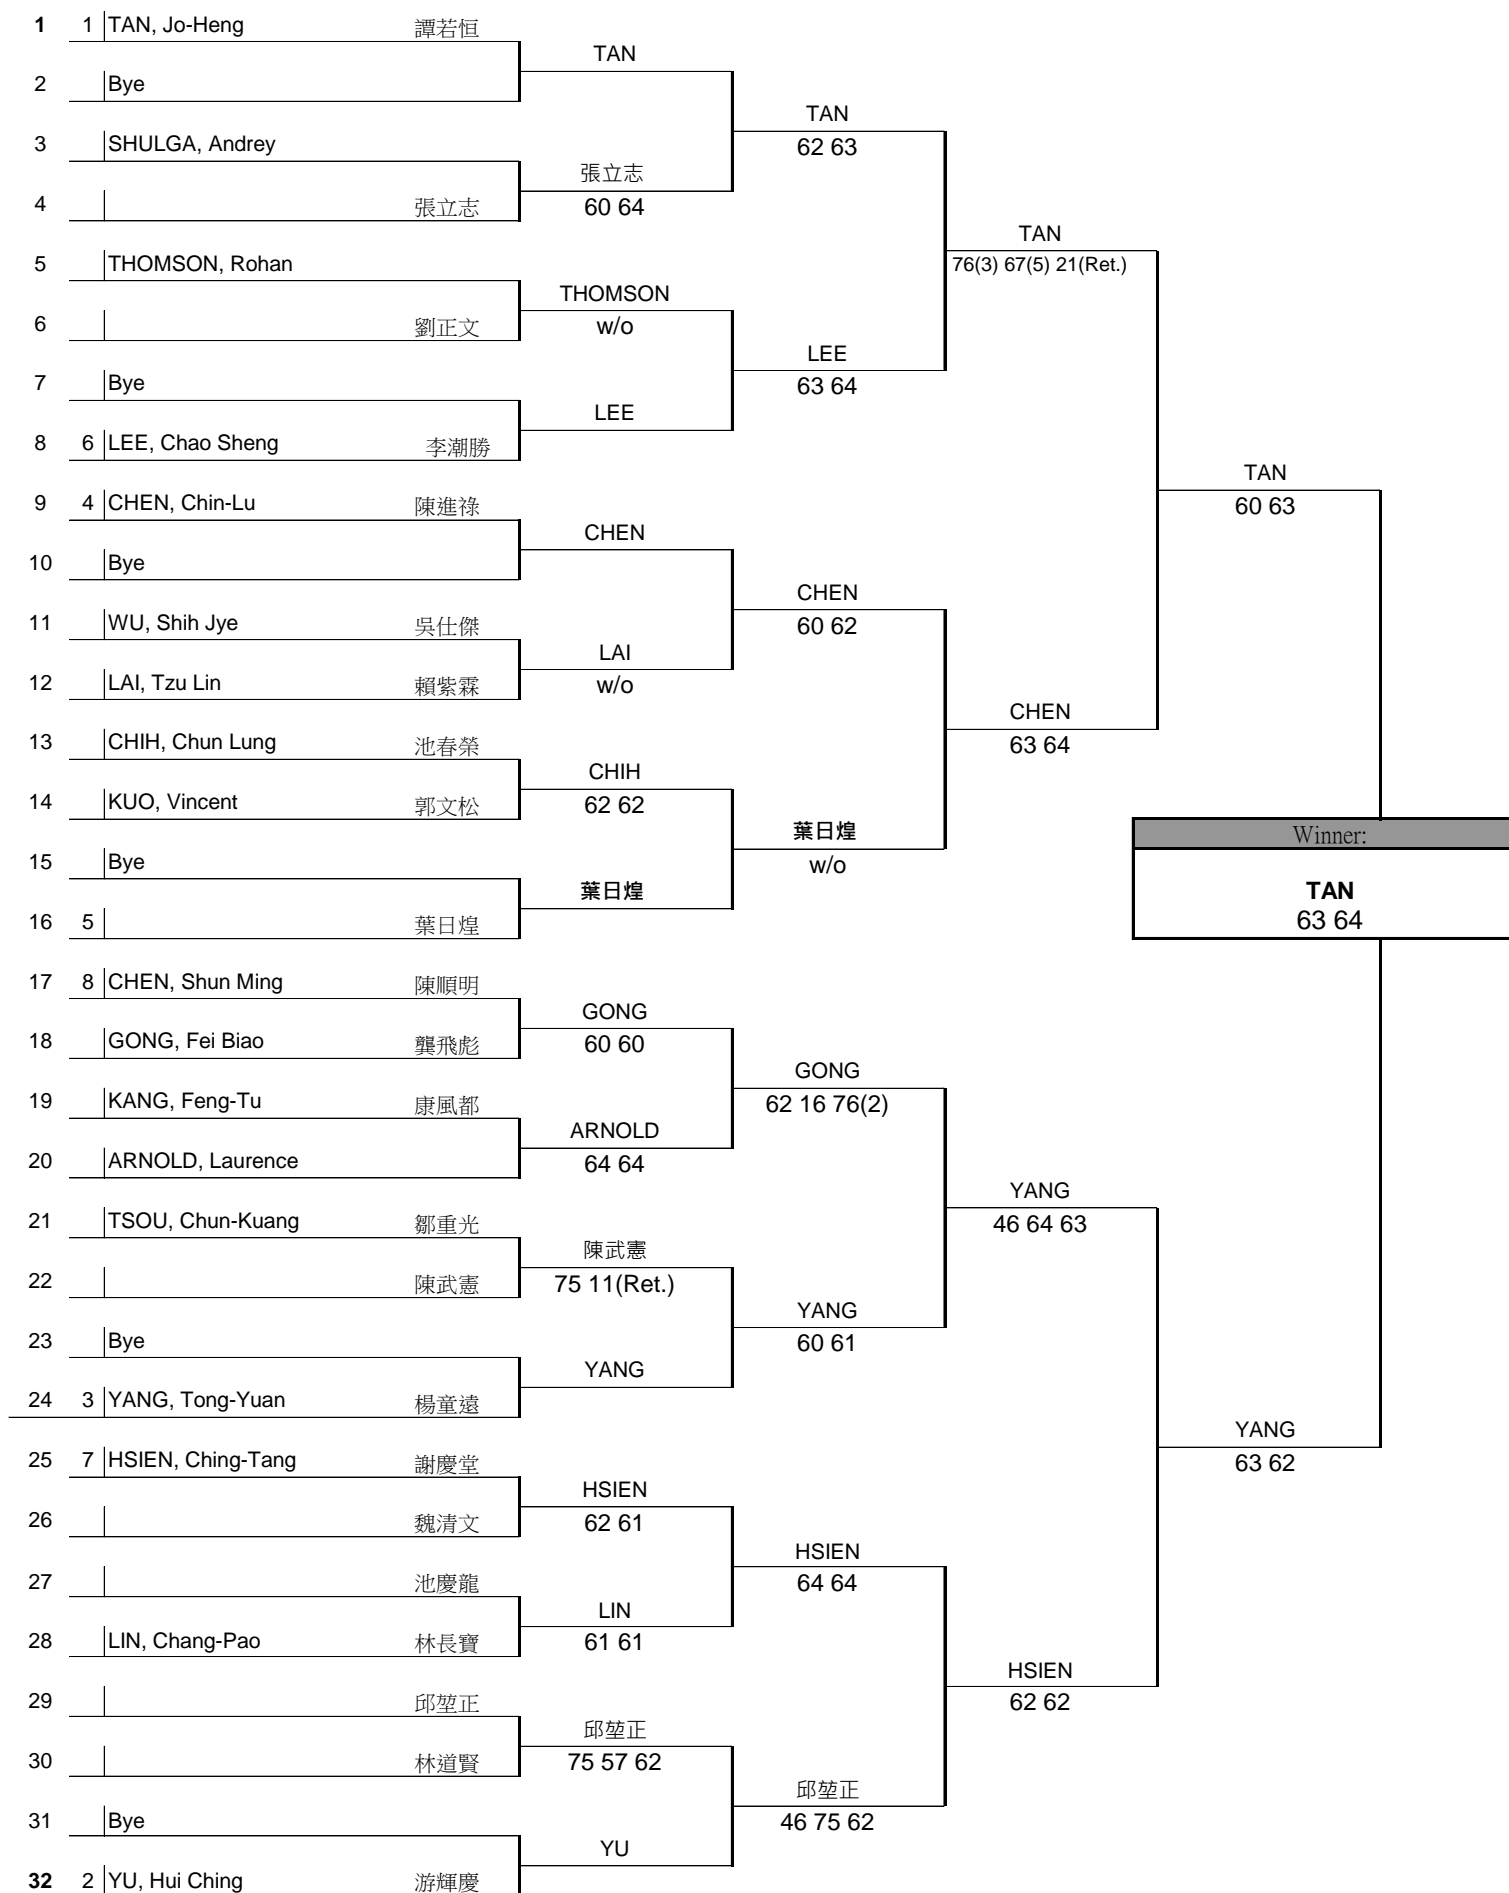 1 1 TAN, Jo-Heng 譚若恒
TAN
2 Bye
TAN
62 63
3 SHULGA, Andrey
張立志
60 64
4 張立志
TAN
76(3) 67(5) 21(Ret.)
5 THOMSON, Rohan
THOMSON
w/o
6 劉正文
LEE
63 64
7 Bye
LEE
8 6 LEE, Chao Sheng 李潮勝
TAN
60 63
9 4 CHEN, Chin-Lu 陳進祿
CHEN
10 Bye
CHEN
60 62
11 WU, Shih Jye 吳仕傑
LAI
w/o
12 LAI, Tzu Lin 賴紫霖
CHEN
63 64
13 CHIH, Chun Lung 池春榮
CHIH
62 62
14 KUO, Vincent 郭文松
葉日煌
w/o
15 Bye
葉日煌
16 5 葉日煌
Winner:
TAN
63 64
17 8 CHEN, Shun Ming 陳順明
GONG
60 60
18 GONG, Fei Biao 龔飛彪
GONG
62 16 76(2)
19 KANG, Feng-Tu 康風都
ARNOLD
64 64
20 ARNOLD, Laurence
YANG
46 64 63
21 TSOU, Chun-Kuang 鄒重光
陳武憲
75 11(Ret.)
22 陳武憲
YANG
60 61
23 Bye
YANG
24 3 YANG, Tong-Yuan 楊童遠
YANG
63 62
25 7 HSIEN, Ching-Tang 謝慶堂
HSIEN
62 61
26 魏清文
HSIEN
64 64
27 池慶龍
LIN
61 61
28 LIN, Chang-Pao 林長寶
HSIEN
62 62
29 邱堃正
邱堃正
75 57 62
30 林道賢
邱堃正
46 75 62
31 Bye
YU
32 2 YU, Hui Ching 游輝慶